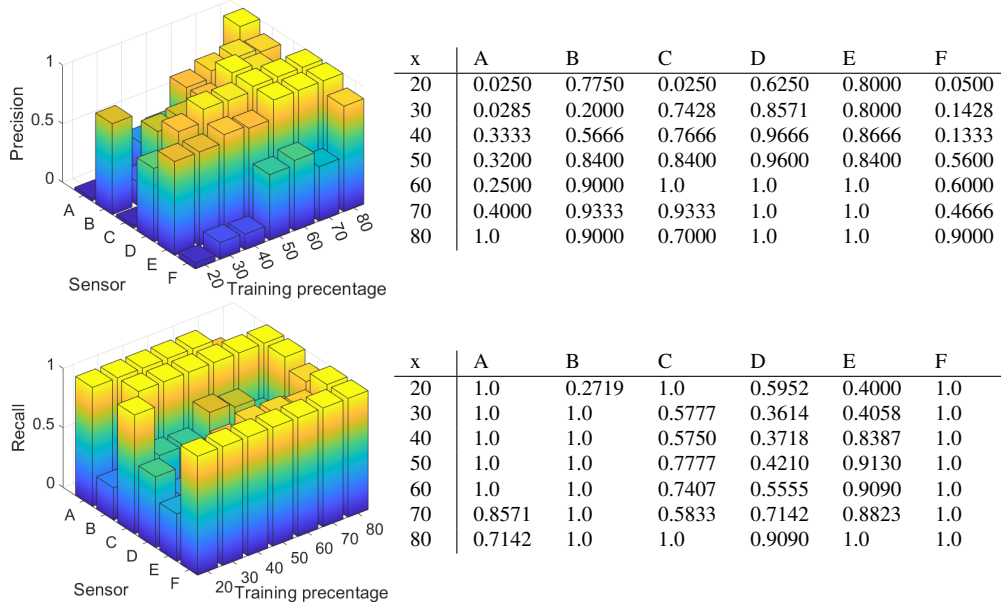 1
0.5
0
Precision
A
B
C
D
E
F
Sensor
20
30
40
50
60
70
80
Training precentage
x A B C D E F
20 0.0250 0.7750 0.0250 0.6250 0.8000 0.0500
30 0.0285 0.2000 0.7428 0.8571 0.8000 0.1428
40 0.3333 0.5666 0.7666 0.9666 0.8666 0.1333
50 0.3200 0.8400 0.8400 0.9600 0.8400 0.5600
60 0.2500 0.9000 1.0 1.0 1.0 0.6000
70 0.4000 0.9333 0.9333 1.0 1.0 0.4666
80 1.0 0.9000 0.7000 1.0 1.0 0.9000
1
0.5
0
Recall
A
B
C
D
E
F
Sensor
20
30
40
50
60
70
80
Training precentage
x A B C D E F
20 1.0 0.2719 1.0 0.5952 0.4000 1.0
30 1.0 1.0 0.5777 0.3614 0.4058 1.0
40 1.0 1.0 0.5750 0.3718 0.8387 1.0
50 1.0 1.0 0.7777 0.4210 0.9130 1.0
60 1.0 1.0 0.7407 0.5555 0.9090 1.0
70 0.8571 1.0 0.5833 0.7142 0.8823 1.0
80 0.7142 1.0 1.0 0.9090 1.0 1.0